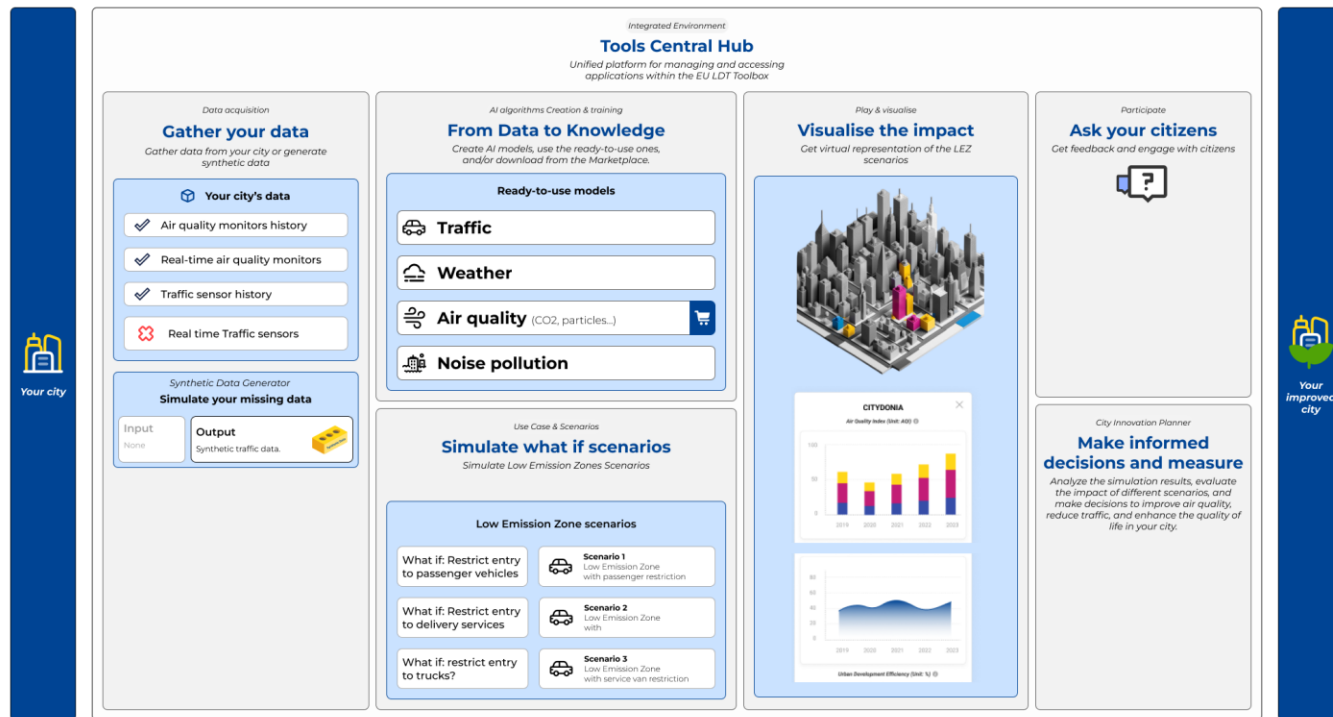 Your city
Integrated Environment
Tools Central Hub
Unified platform for managing and accessing
applications within the EU LDT Toolbox
Data acquisition
Gather your data
Gather data from your city or generate
synthetic data
Your city's data
Air quality monitors history
Real-time air quality monitors
Traffic sensor history
Real time Traffic sensors
Synthetic Data Generator
Simulate your missing data
Input
None
Output
Synthetic traffic data.
AI algorithms Creation & training
From Data to Knowledge
Create AI models, use the ready-to-use ones,
and/or download from the Marketplace.
Ready-to-use models
Traffic
Weather
Air quality (CO2, particles...)
Noise pollution
Use Case & Scenarios
Simulate what if scenarios
Simulate Low Emission Zones Scenarios
Low Emission Zone scenarios
What if: Restrict entry
to passenger vehicles
Scenario 1
Low Emission Zone
with passenger restriction
What if: Restrict entry
to delivery services
Scenario 2
Low Emission Zone
with
What if: restrict entry
to trucks?
Scenario 3
Low Emission Zone
with service van restriction
Play & visualise
Visualise the impact
Get virtual representation of the LEZ
scenarios
CITYDONIA
Air Quality Index (Unit: AQI)
100
50
0
2019 2020 2021 2022 2023
80
60
40
20
0
2019 2020 2021 2022 2023
Urban Development Efficiency (Unit: %)
Participate
Ask your citizens
Get feedback and engage with citizens
?
City Innovation Planner
Make informed
decisions and measure
Analyze the simulation results, evaluate
the impact of different scenarios, and
make decisions to improve air quality,
reduce traffic, and enhance the quality of
life in your city.
Your
improved
city